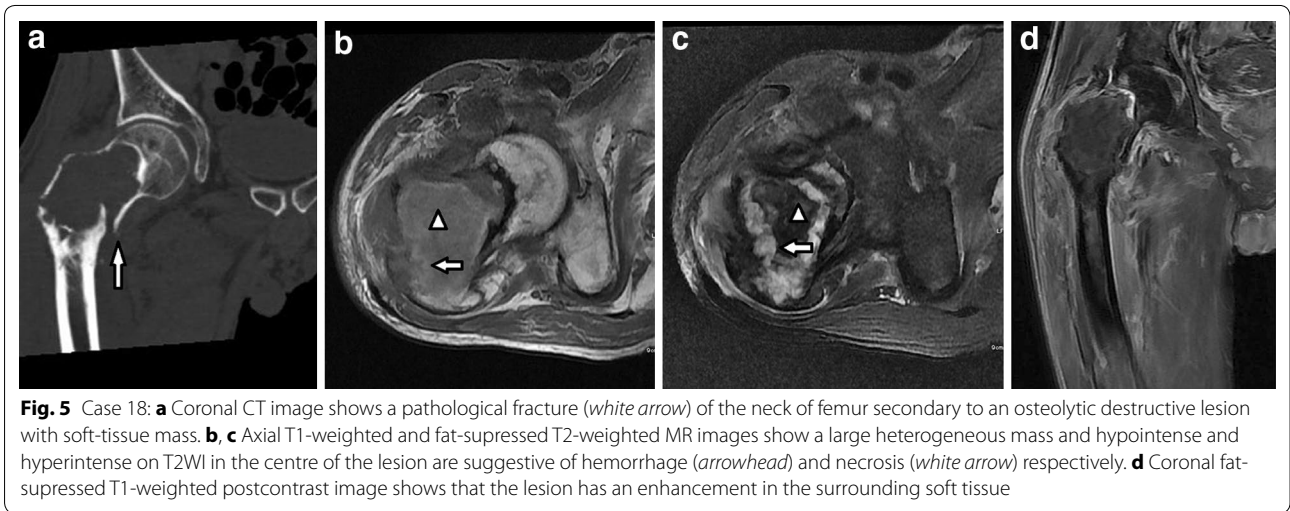 a b c d
9cm
9cm
Fig. 5 Case 18: a Coronal CT image shows a pathological fracture (white arrow) of the neck of femur secondary to an osteolytic destructive lesion
with soft-tissue mass. b, c Axial T1-weighted and fat-supressed T2-weighted MR images show a large heterogeneous mass and hypointense and
hyperintense on T2WI in the centre of the lesion are suggestive of hemorrhage (arrowhead) and necrosis (white arrow) respectively. d Coronal fat-
supressed T1-weighted postcontrast image shows that the lesion has an enhancement in the surrounding soft tissue